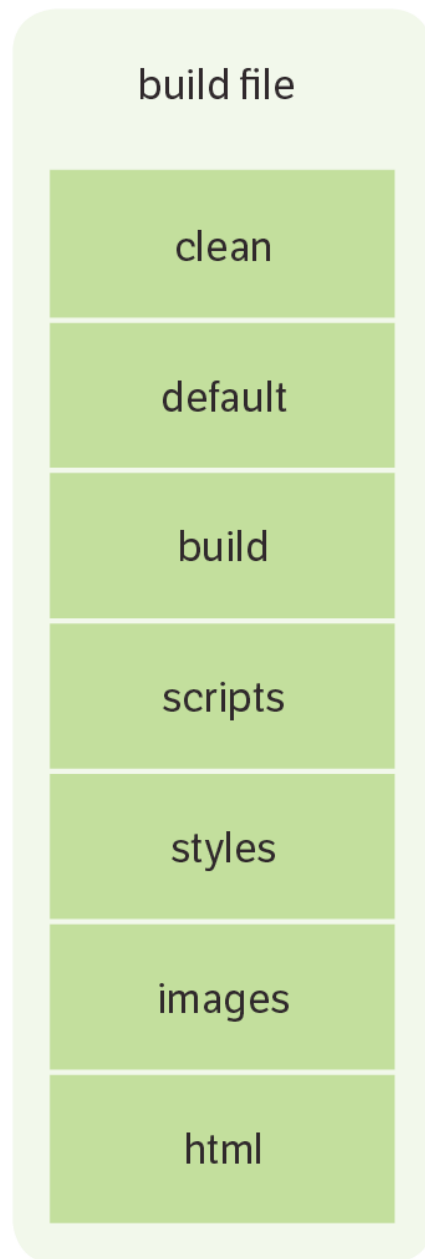 build file
clean
default
build
scripts
styles
images
html